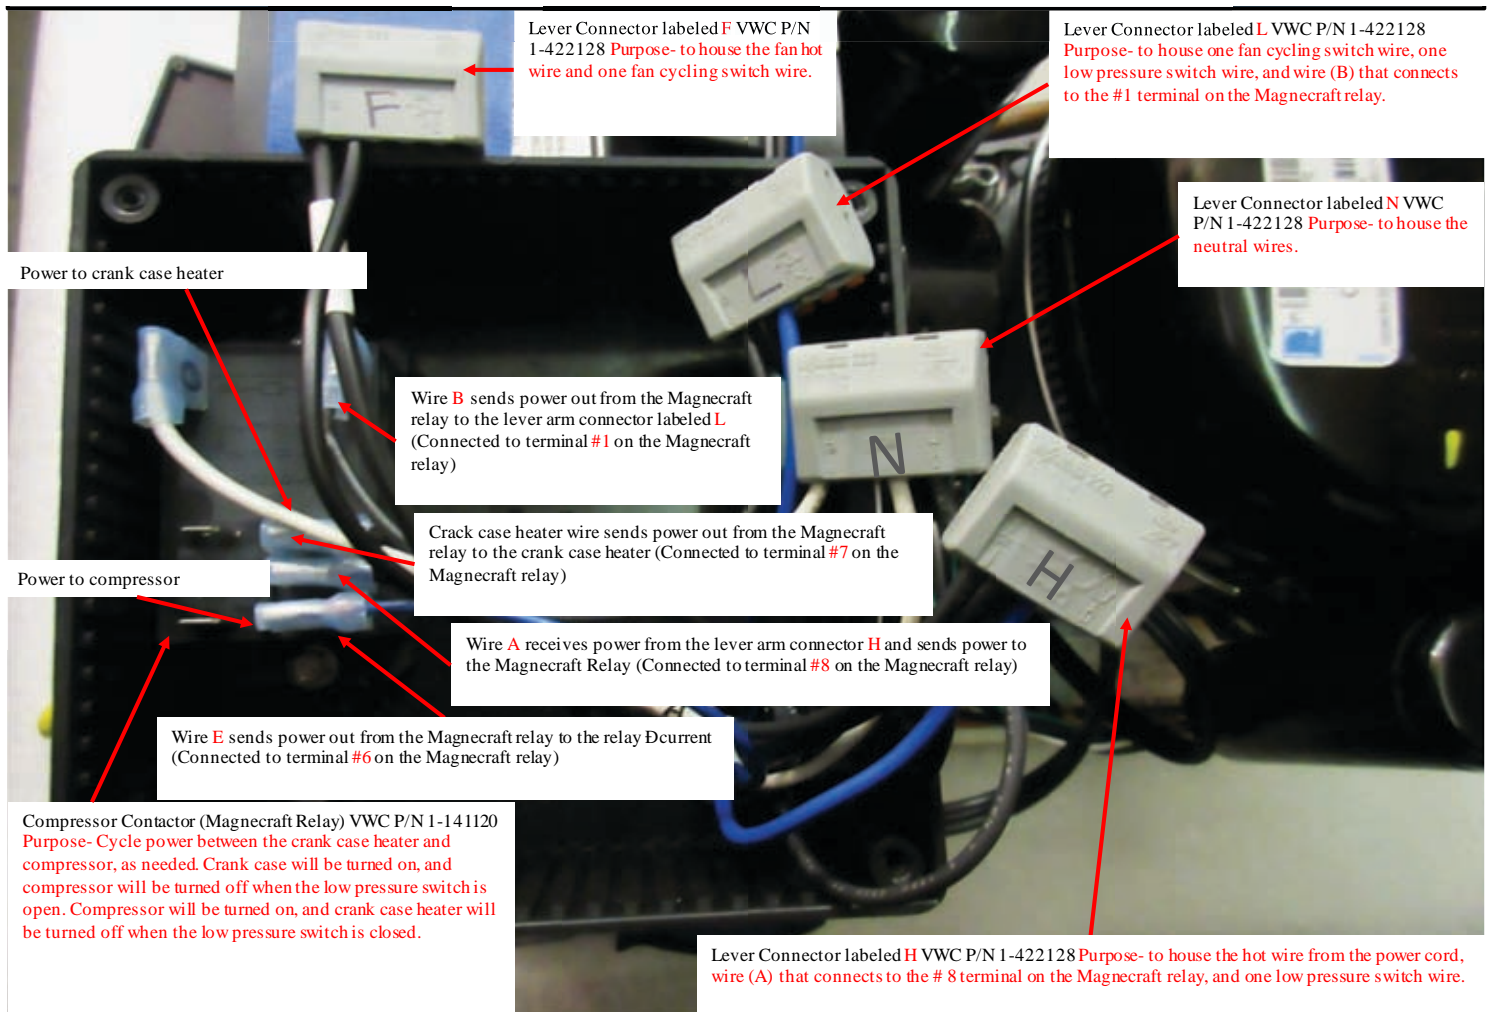 Lever Connector labeled F VWC P/N
1-422128 Purpose- to house the fan hot
wire and one fan cycling switch wire.
Lever Connector labeled L VWC P/N 1-422128
Purpose- to house one fan cycling switch wire, one
low pressure switch wire, and wire (B) that connects
to the #1 terminal on the Magnecraft relay.
F
Lever Connector labeled N VWC
P/N 1-422128 Purpose- to house the
neutral wires.
Power to crank case heater
L
Wire B sends power out from the Magnecraft
relay to the lever arm connector labeled L
(Connected to terminal #1 on the Magnecraft
relay)
N
Crack case heater wire sends power out from the Magnecraft
relay to the crank case heater (Connected to terminal #7 on the
Magnecraft relay)
H
Power to compressor
Wire A receives power from the lever arm connector H and sends power to
the Magnecraft Relay (Connected to terminal #8 on the Magnecraft relay)
Wire E sends power out from the Magnecraft relay to the relay Đcurrent
(Connected to terminal #6 on the Magnecraft relay)
Compressor Contactor (Magnecraft Relay) VWC P/N 1-141120
Purpose- Cycle power between the crank case heater and
compressor, as needed. Crank case will be turned on, and
compressor will be turned off when the low pressure switch is
open. Compressor will be turned on, and crank case heater will
be turned off when the low pressure switch is closed.
Lever Connector labeled H VWC P/N 1-422128 Purpose- to house the hot wire from the power cord,
wire (A) that connects to the # 8 terminal on the Magnecraft relay, and one low pressure switch wire.